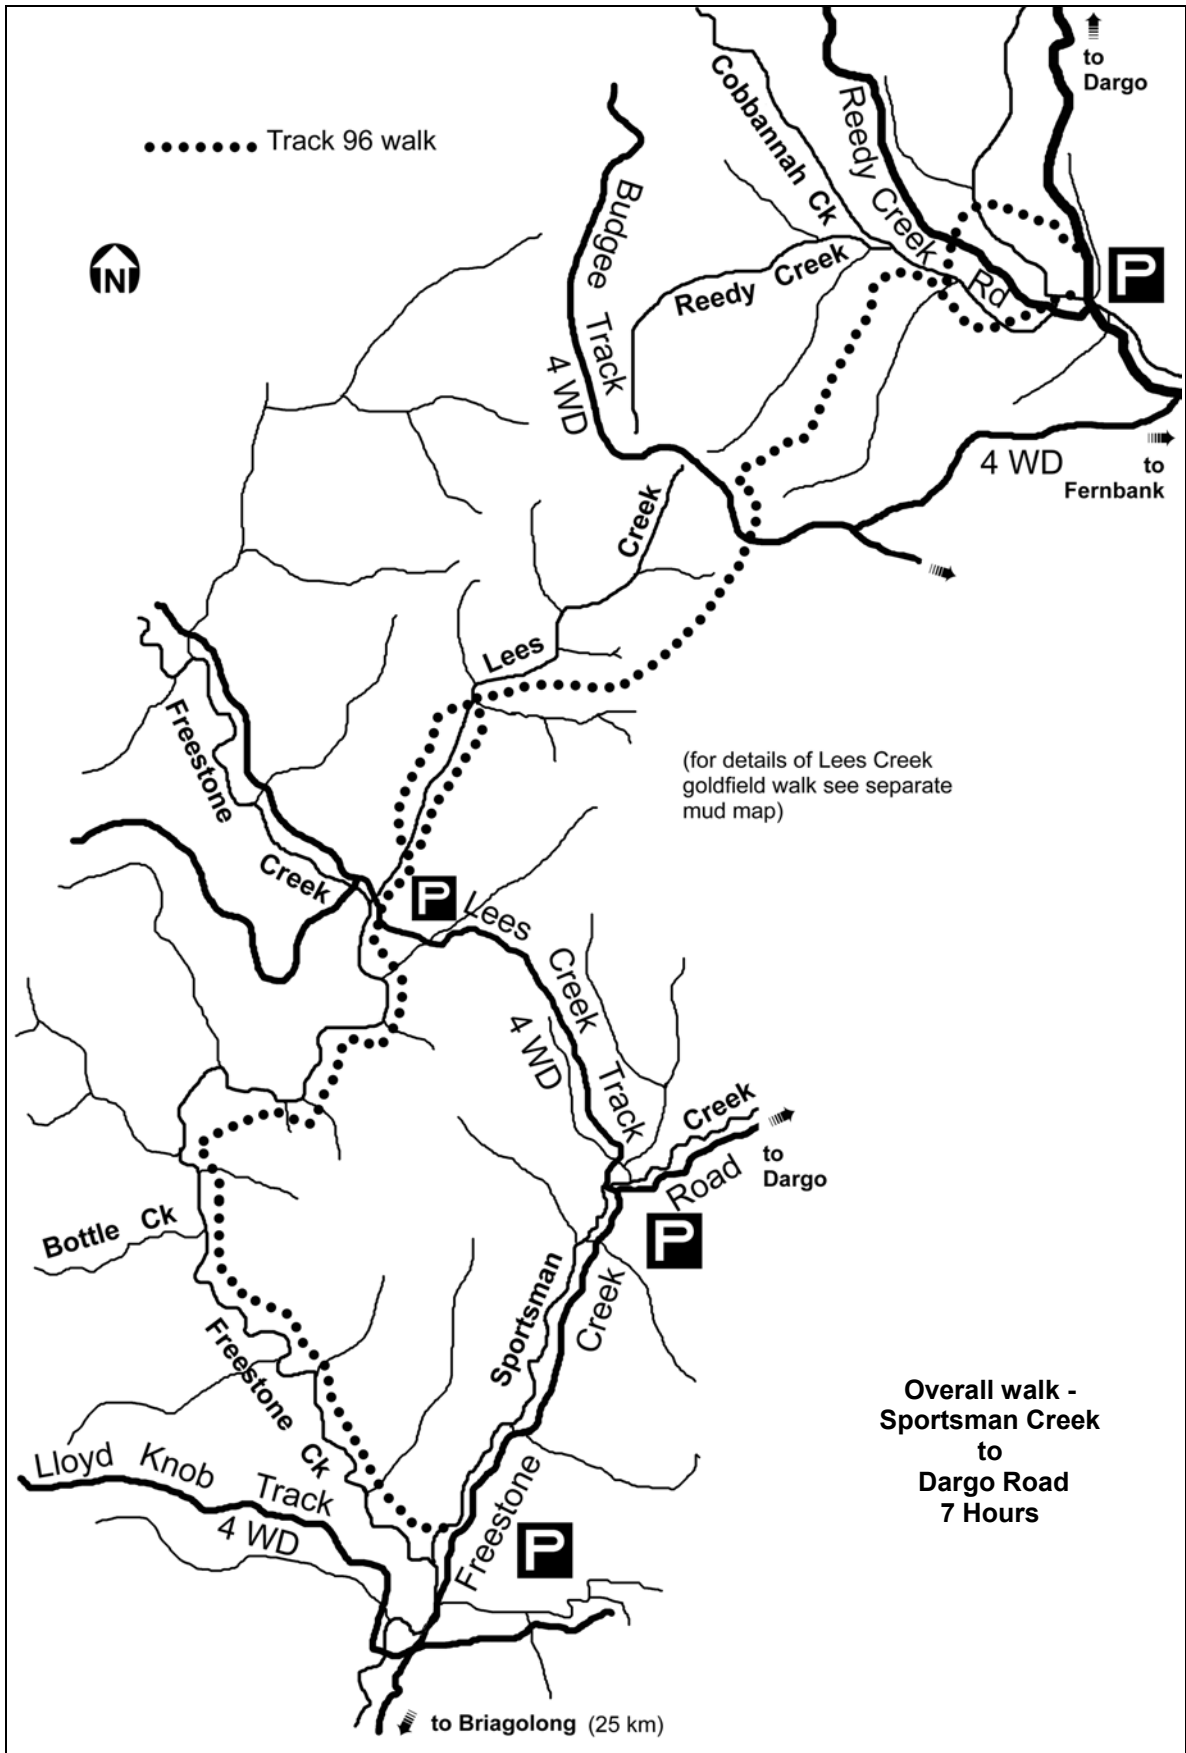 to
Dargo
Track 96 walk
N
Cobbannah Ck
Reedy Creek Rd
Budgee Track
4 WD
Reedy Creek
P
4 WD
to
Fernbank
Lees Creek
Freestone Creek
(for details of Lees Creek
goldfield walk see separate
mud map)
P
Lees Creek Track
4 WD
Sportsman Creek
to
Dargo
Freestone Creek Road
P
Bottle Ck
Freestone Ck
Overall walk -
Sportsman Creek
to
Dargo Road
7 Hours
Lloyd Knob Track
4 WD
P
to Briagolong (25 km)